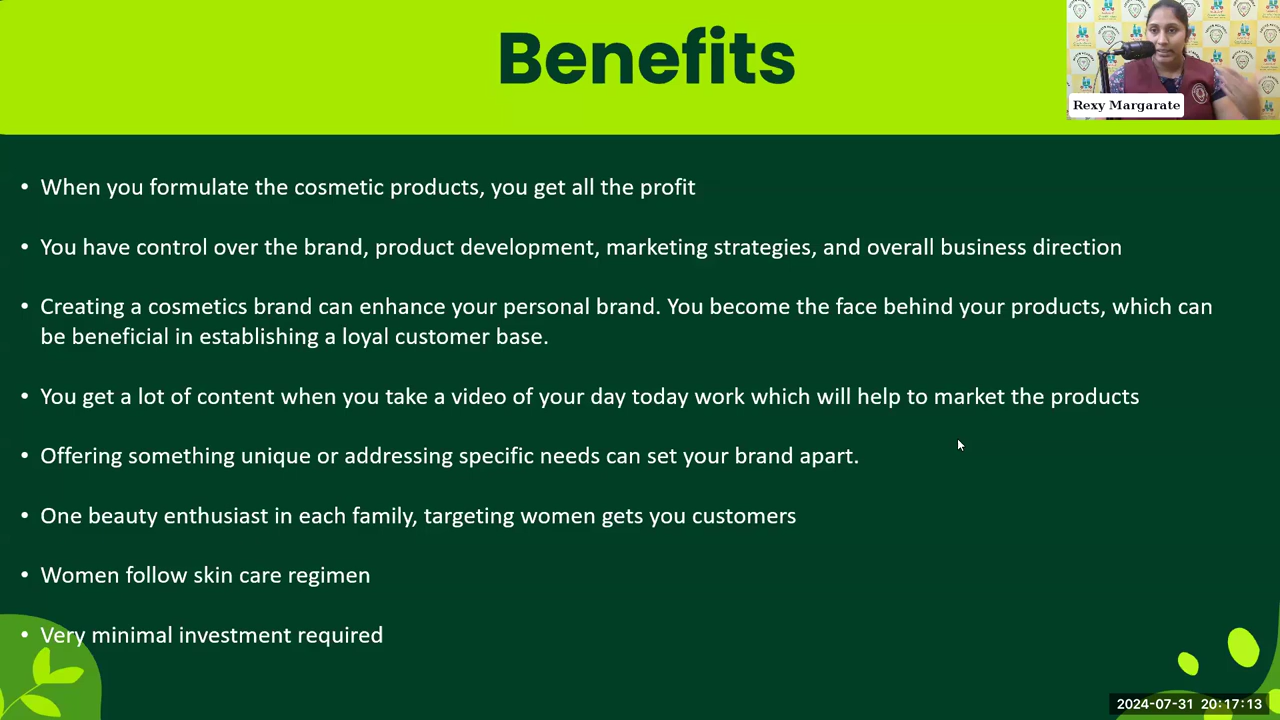 Benefits
Rexy Margarate
• When you formulate the cosmetic products, you get all the profit
• You have control over the brand, product development, marketing strategies, and overall business direction
• Creating a cosmetics brand can enhance your personal brand. You become the face behind your products, which can
be beneficial in establishing a loyal customer base.
• You get a lot of content when you take a video of your day today work which will help to market the products
• Offering something unique or addressing specific needs can set your brand apart.
• One beauty enthusiast in each family, targeting women gets you customers
• Women follow skin care regimen
• Very minimal investment required
2024-07-31 20:17:13